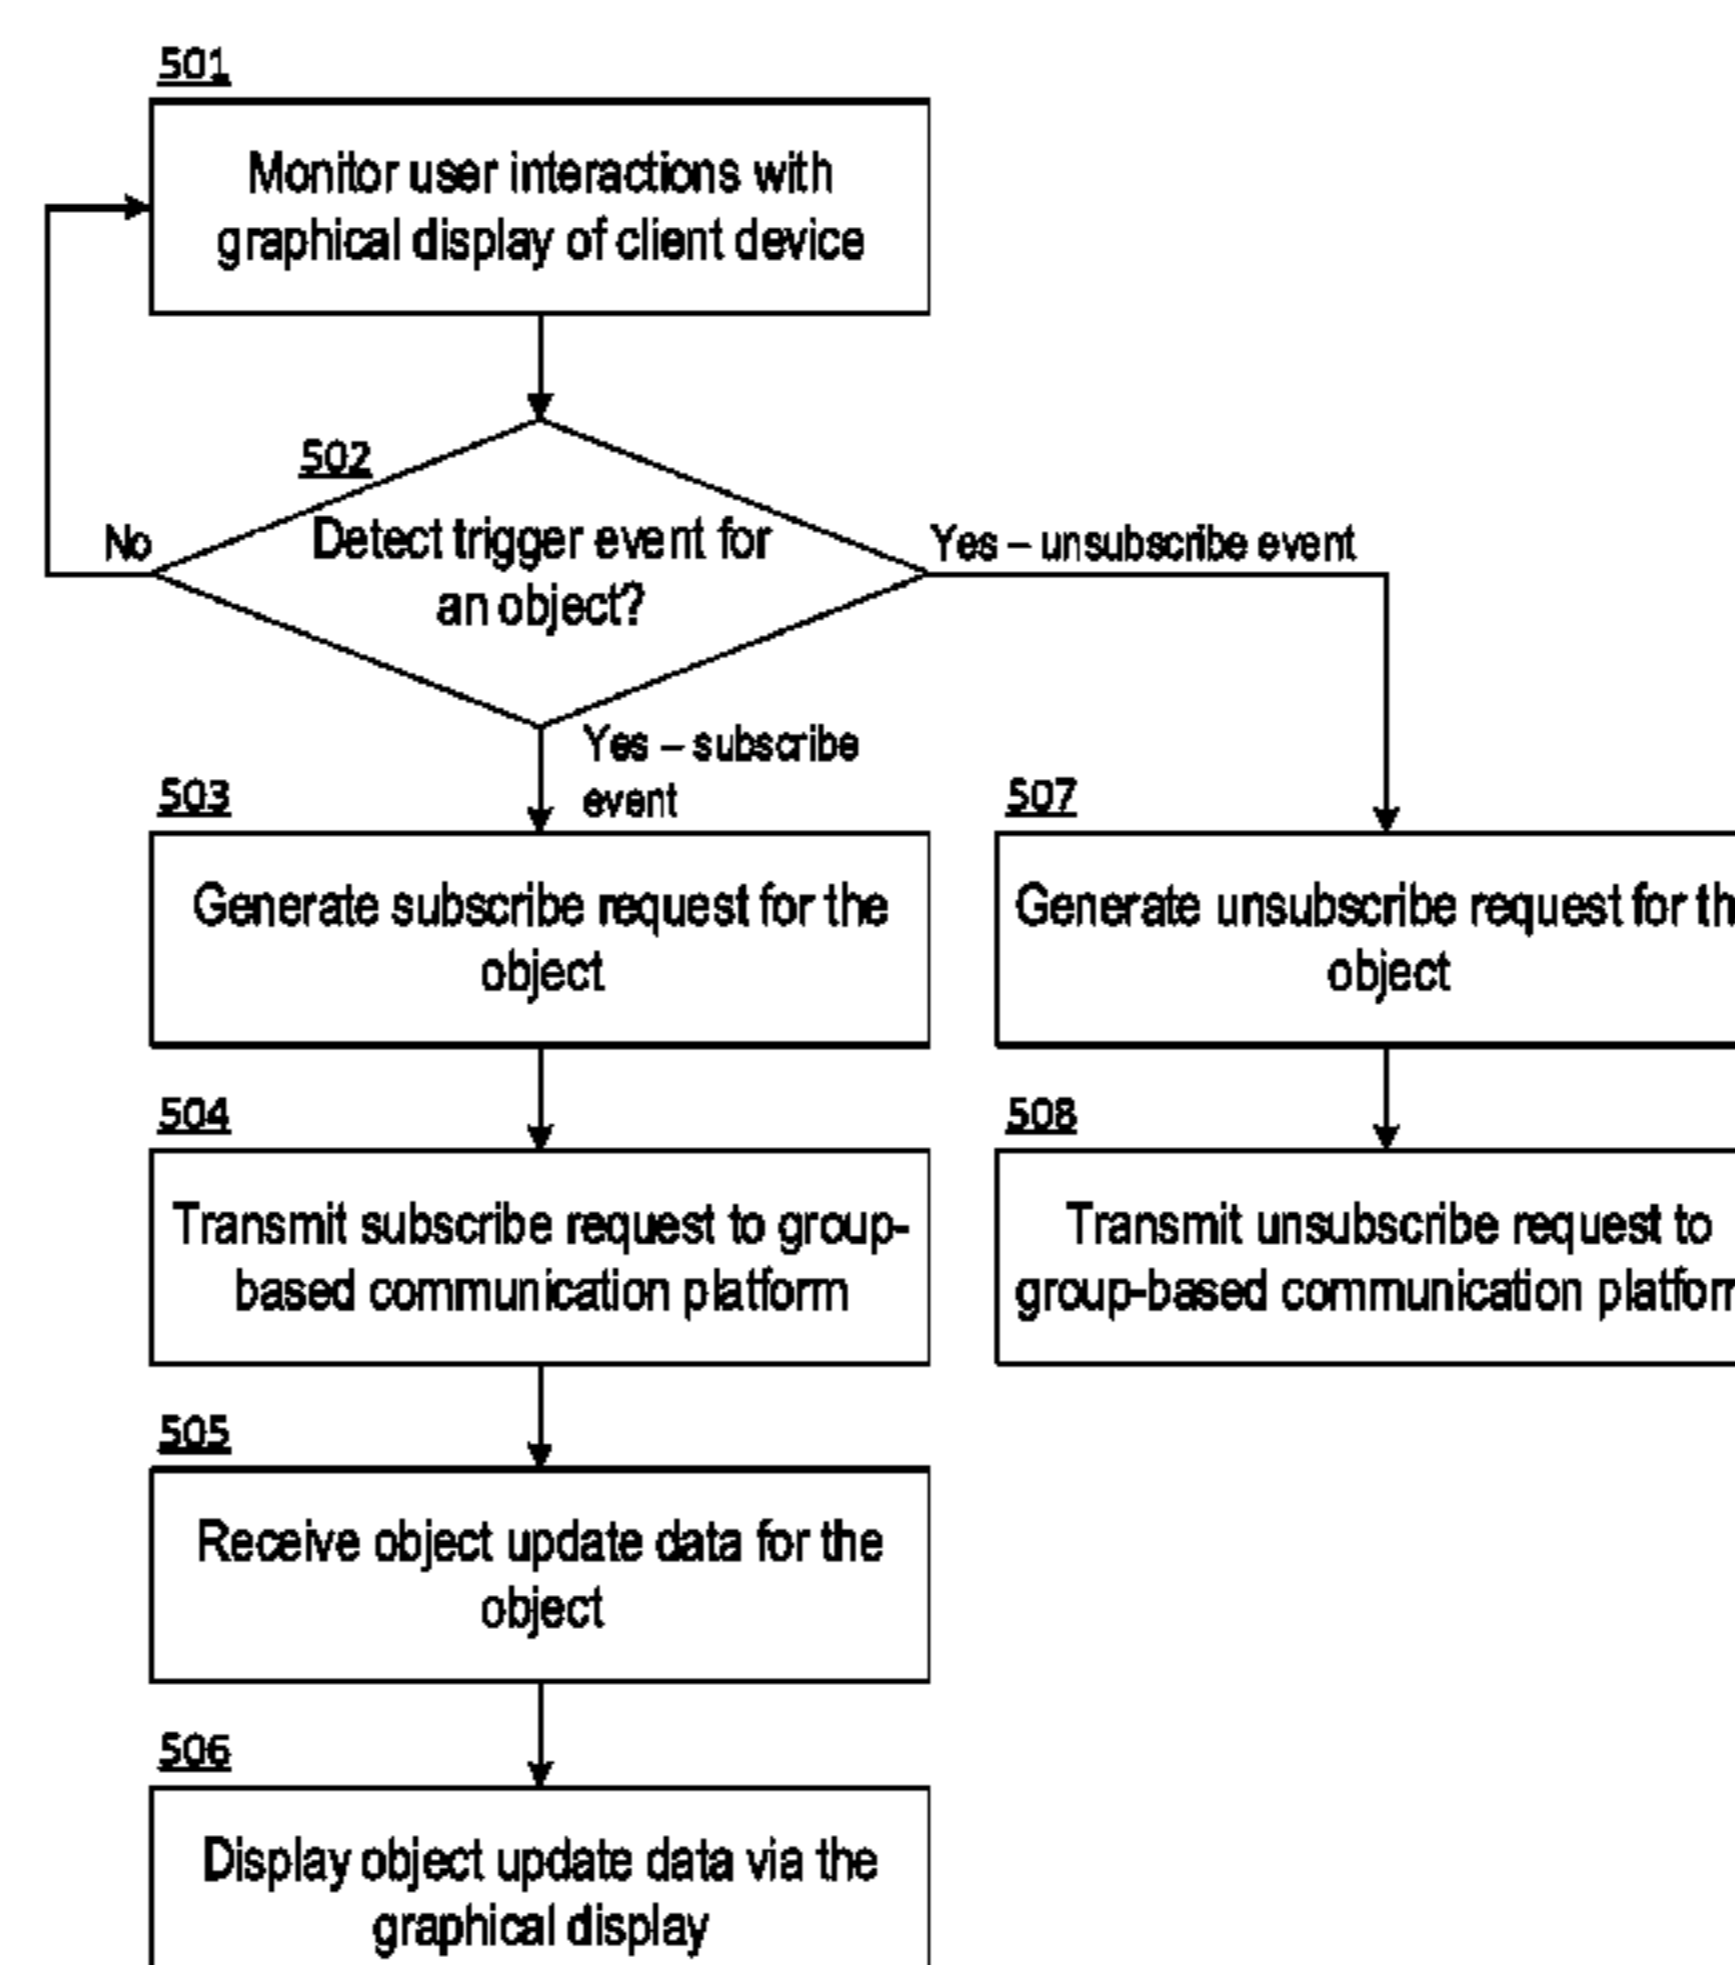 501
Monitor user interactions with
graphical display of client device
502
No
Detect trigger event for
an object?
Yes – unsubscribe event
Yes – subscribe
event
503
Generate subscribe request for the
object
507
Generate unsubscribe request for th
object
504
Transmit subscribe request to group-
based communication platform
508
Transmit unsubscribe request to
group-based communication platfor
505
Receive object update data for the
object
506
Display object update data via the
graphical display